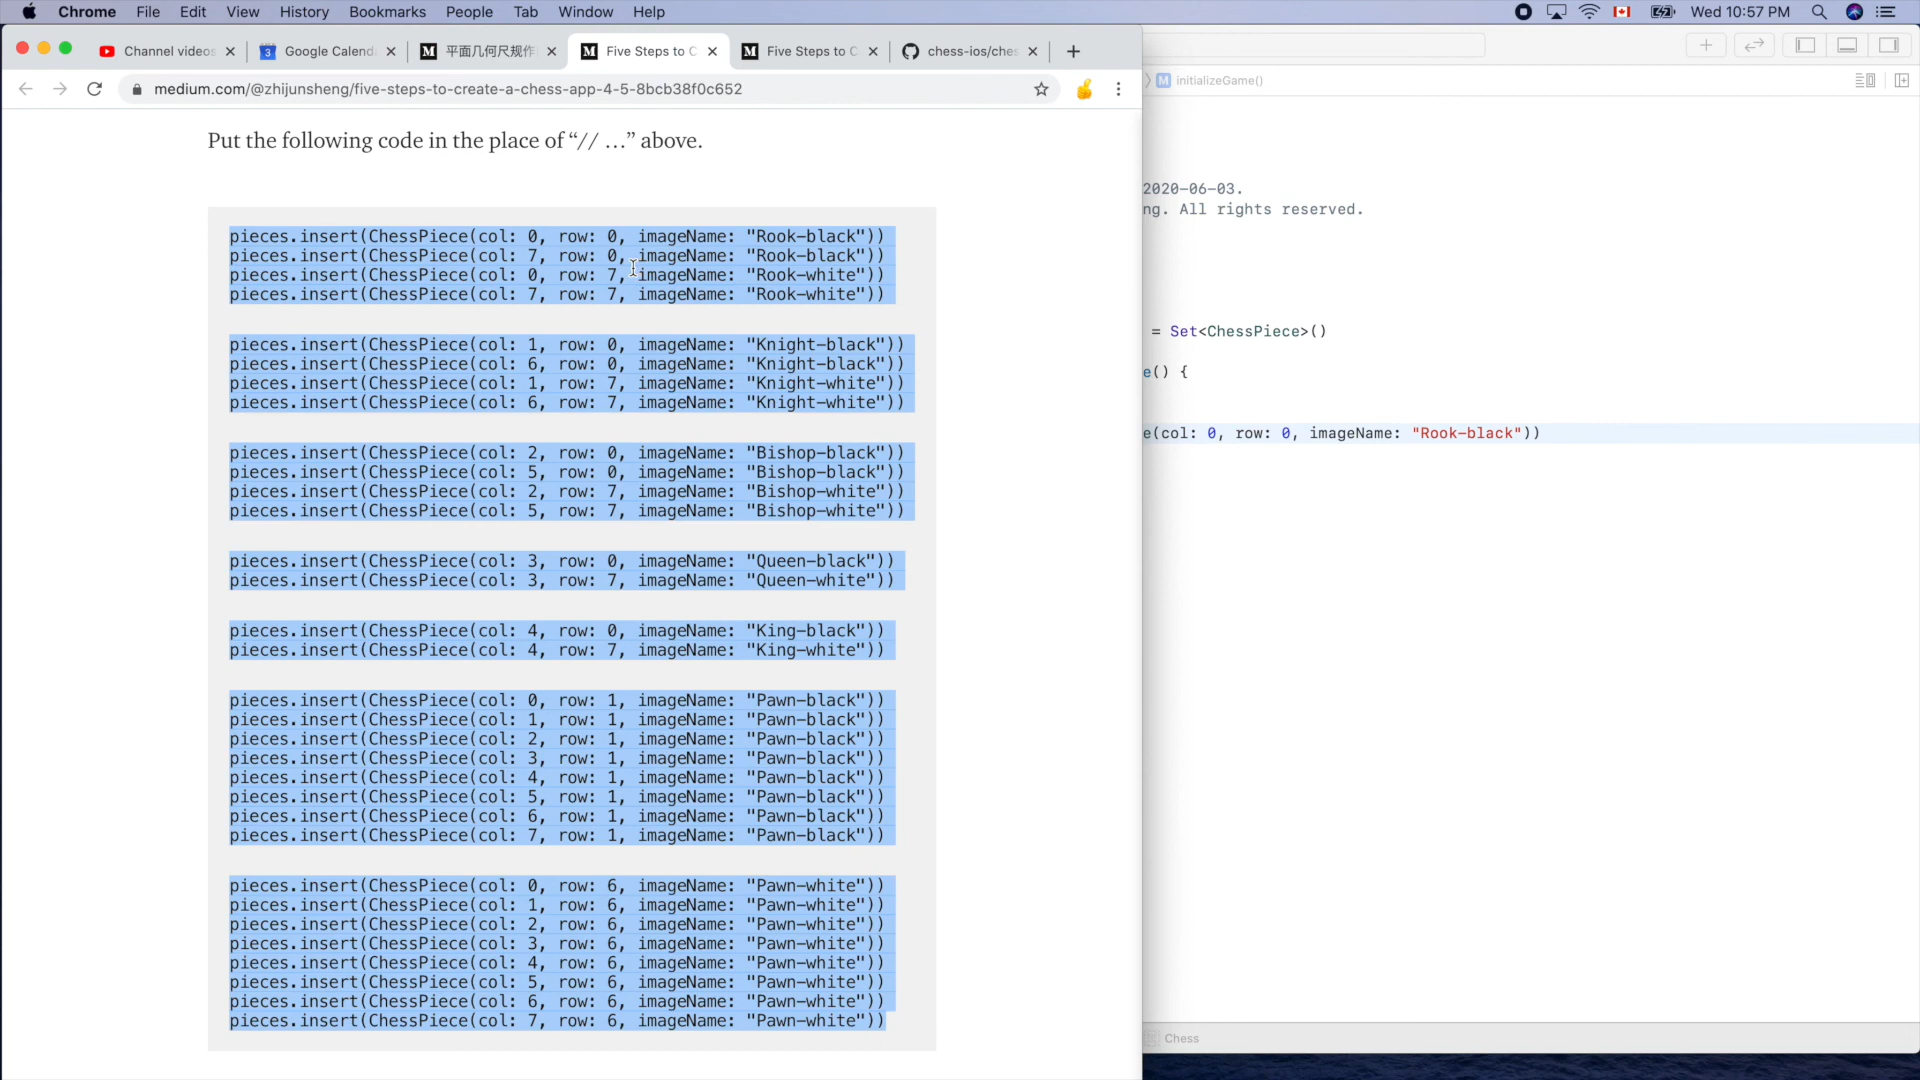 Chrome File Edit View History Bookmarks People Tab Window Help Wed 10:57 PM
Channel videos Google Calend 平面几何尺规作 Five Steps to C Five Steps to C chess-ios/ches
medium.com/@zhijunsheng/five-steps-to-create-a-chess-app-4-5-8bcb38f0c652
Put the following code in the place of “// …” above.
pieces.insert(ChessPiece(col: 0, row: 0, imageName: "Rook-black"))
pieces.insert(ChessPiece(col: 7, row: 0, imageName: "Rook-black"))
pieces.insert(ChessPiece(col: 0, row: 7, imageName: "Rook-white"))
pieces.insert(ChessPiece(col: 7, row: 7, imageName: "Rook-white"))
pieces.insert(ChessPiece(col: 1, row: 0, imageName: "Knight-black"))
pieces.insert(ChessPiece(col: 6, row: 0, imageName: "Knight-black"))
pieces.insert(ChessPiece(col: 1, row: 7, imageName: "Knight-white"))
pieces.insert(ChessPiece(col: 6, row: 7, imageName: "Knight-white"))
pieces.insert(ChessPiece(col: 2, row: 0, imageName: "Bishop-black"))
pieces.insert(ChessPiece(col: 5, row: 0, imageName: "Bishop-black"))
pieces.insert(ChessPiece(col: 2, row: 7, imageName: "Bishop-white"))
pieces.insert(ChessPiece(col: 5, row: 7, imageName: "Bishop-white"))
pieces.insert(ChessPiece(col: 3, row: 0, imageName: "Queen-black"))
pieces.insert(ChessPiece(col: 3, row: 7, imageName: "Queen-white"))
pieces.insert(ChessPiece(col: 4, row: 0, imageName: "King-black"))
pieces.insert(ChessPiece(col: 4, row: 7, imageName: "King-white"))
pieces.insert(ChessPiece(col: 0, row: 1, imageName: "Pawn-black"))
pieces.insert(ChessPiece(col: 1, row: 1, imageName: "Pawn-black"))
pieces.insert(ChessPiece(col: 2, row: 1, imageName: "Pawn-black"))
pieces.insert(ChessPiece(col: 3, row: 1, imageName: "Pawn-black"))
pieces.insert(ChessPiece(col: 4, row: 1, imageName: "Pawn-black"))
pieces.insert(ChessPiece(col: 5, row: 1, imageName: "Pawn-black"))
pieces.insert(ChessPiece(col: 6, row: 1, imageName: "Pawn-black"))
pieces.insert(ChessPiece(col: 7, row: 1, imageName: "Pawn-black"))
pieces.insert(ChessPiece(col: 0, row: 6, imageName: "Pawn-white"))
pieces.insert(ChessPiece(col: 1, row: 6, imageName: "Pawn-white"))
pieces.insert(ChessPiece(col: 2, row: 6, imageName: "Pawn-white"))
pieces.insert(ChessPiece(col: 3, row: 6, imageName: "Pawn-white"))
pieces.insert(ChessPiece(col: 4, row: 6, imageName: "Pawn-white"))
pieces.insert(ChessPiece(col: 5, row: 6, imageName: "Pawn-white"))
pieces.insert(ChessPiece(col: 6, row: 6, imageName: "Pawn-white"))
pieces.insert(ChessPiece(col: 7, row: 6, imageName: "Pawn-white"))
M initializeGame()
2020-06-03.
ng. All rights reserved.
= Set<ChessPiece>()
e() {
e(col: 0, row: 0, imageName: "Rook-black"))
Chess